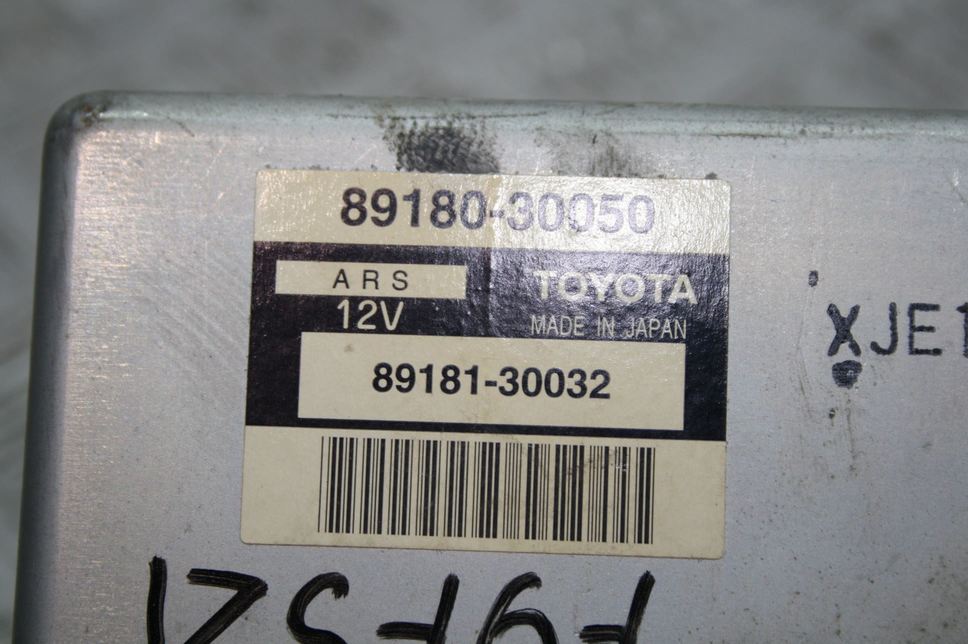 89180-30050
ARS
TOYOTA
12V
MADE IN JAPAN
89181-30032
XJE1